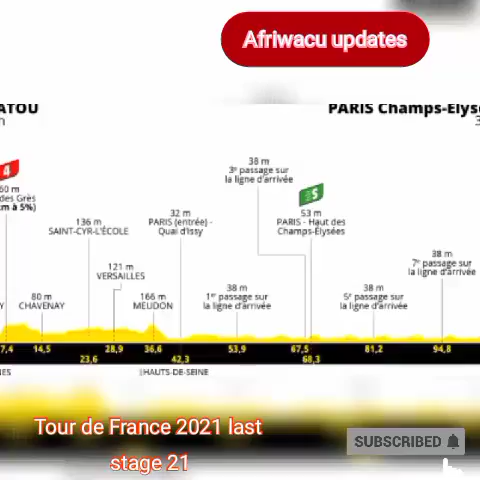 Afriwacu updates
ATOU
PARIS Champs-Elys
4
60 m
des Grès
m à 5%)
136 m
SAINT-CYR-L'ÉCOLE
32 m
PARIS (entrée) -
Quai d'Issy
38 m
3e passage sur
la ligne d'arrivée
S
53 m
PARIS - Haut des
Champs-Élysées
121 m
VERSAILLES
38 m
7e passage sur
la ligne d'arrivée
Y
80 m
CHAVENAY
166 m
MEUDON
38 m
1er passage sur
la ligne d'arrivée
38 m
5e passage sur
la ligne d'arrivée
7,4 14,5 28,9 36,6 53,9 67,5 81,2 94,8
23,6 42,3 68,3
NES
HAUTS-DE-SEINE
Tour de France 2021 last
stage 21
SUBSCRIBED